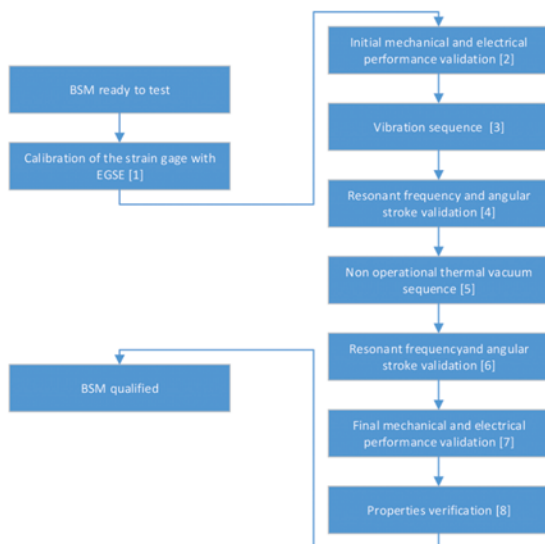 BSM ready to test
Calibration of the strain gage with
EGSE [1]
Initial mechanical and electrical
performance validation [2]
Vibration sequence [3]
Resonant frequency and angular
stroke validation [4]
Non operational thermal vacuum
sequence [5]
Resonant frequencyand angular
stroke validation [6]
Final mechanical and electrical
performance validation [7]
Properties verification [8]
BSM qualified